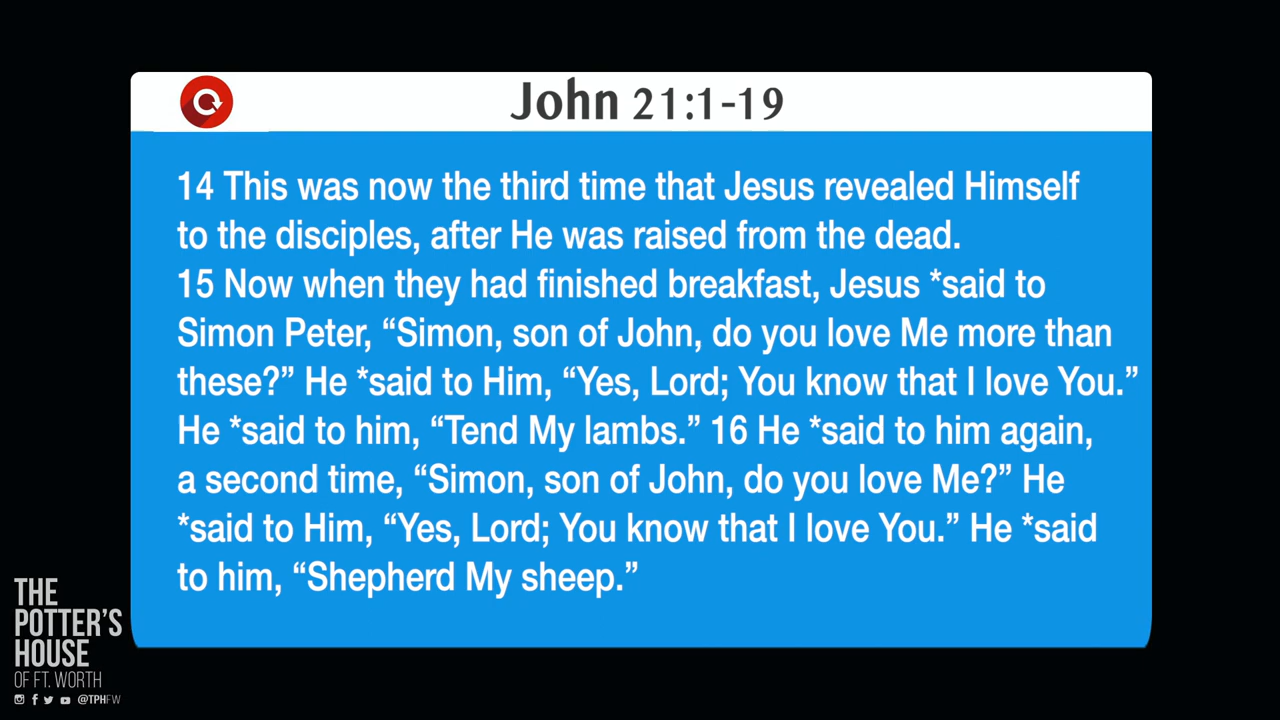 John 21:1-19
14 This was now the third time that Jesus revealed Himself
to the disciples, after He was raised from the dead.
15 Now when they had finished breakfast, Jesus *said to
Simon Peter, “Simon, son of John, do you love Me more than
these?” He *said to Him, “Yes, Lord; You know that I love You.”
He *said to him, “Tend My lambs.” 16 He *said to him again,
a second time, “Simon, son of John, do you love Me?” He
*said to Him, “Yes, Lord; You know that I love You.” He *said
to him, “Shepherd My sheep.”
THE
POTTER’S
HOUSE
OF FT. WORTH
@TPHFW